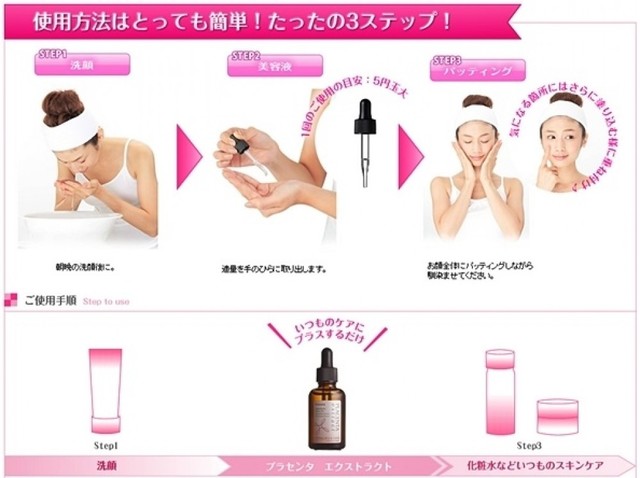 使用方法はとっても簡単！たったの3ステップ！
STEP1
洗顔
STEP2
美容液
STEP3
パッティング
1回のご使用の目安：5円玉大
気になる箇所にはさらに塗り込む様に重ね付け♪
朝晩の洗顔後に。
適量を手のひらに取り出します。
お顔全体にパッティングしながら
馴染ませてください。
ご使用手順 Step to use
いつものケアに
プラスするだけ
Step1
Step3
洗顔
プラセンタ エクストラクト
化粧水などいつものスキンケア